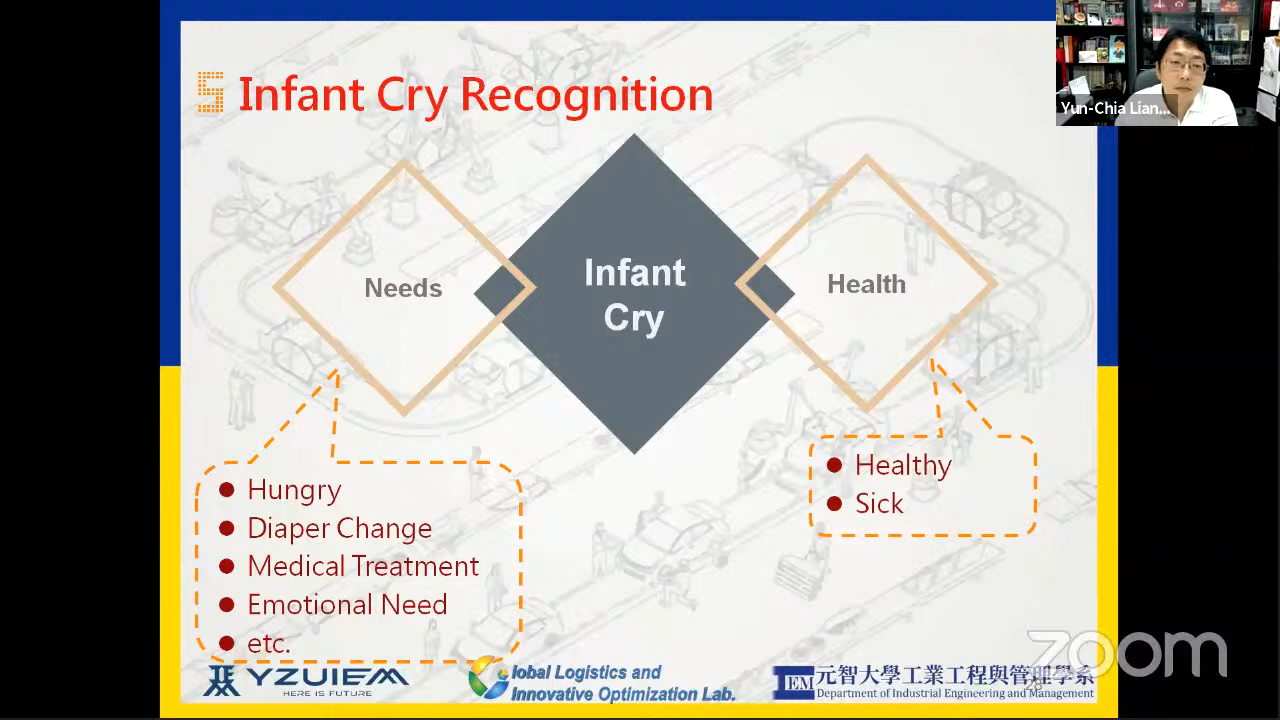 5 Infant Cry Recognition
Yun-Chia Lian...
Needs
Infant
Cry
Health
Hungry
Diaper Change
Medical Treatment
Emotional Need
etc.
Healthy
Sick
YZUIEM
HERE IS FUTURE
Global Logistics and
Innovative Optimization Lab.
IEM
元智大學工業工程與管理學系
Department of Industrial Engineering and Management
zoom